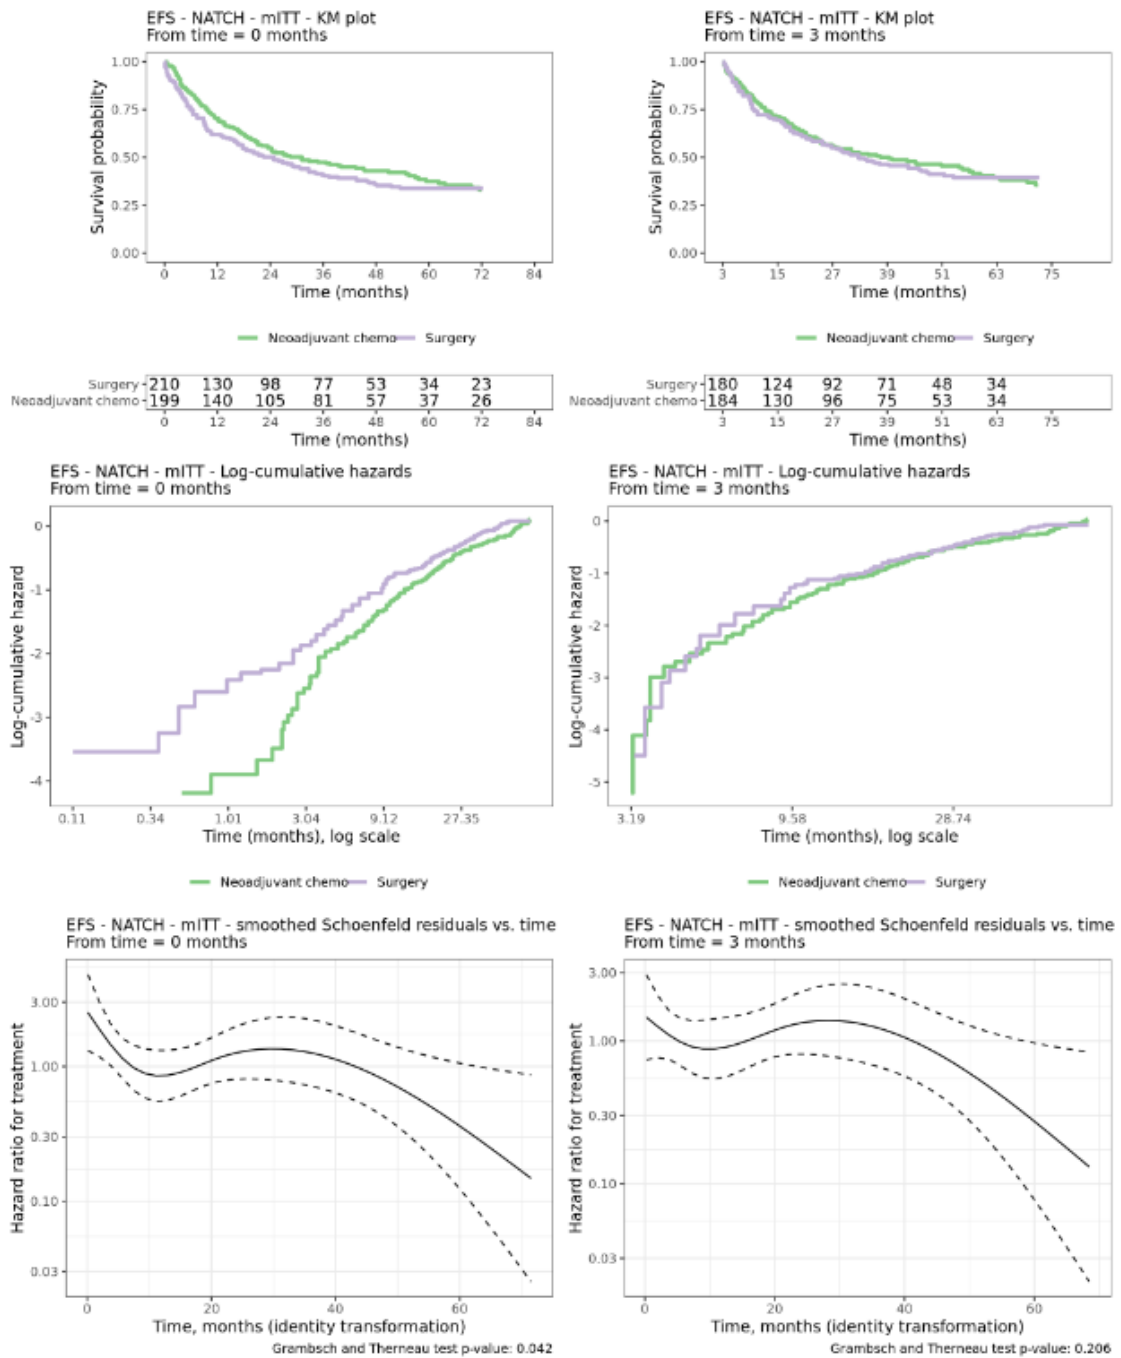 EFS - NATCH - mITT - KM plot
From time = 0 months
Survival probability
1.00
0.75
0.50
0.25
0.00
0 12 24 36 48 60 72 84
Time (months)
Neoadjuvant chemo Surgery
Surgery 210 130 98 77 53 34 23
Neoadjuvant chemo 199 140 105 81 57 37 26
0 12 24 36 48 60 72 84
Time (months)
EFS - NATCH - mITT - KM plot
From time = 3 months
Survival probability
1.00
0.75
0.50
0.25
0.00
3 15 27 39 51 63 75
Time (months)
Neoadjuvant chemo Surgery
Surgery 180 124 92 71 48 34
Neoadjuvant chemo 184 130 96 75 53 34
3 15 27 39 51 63 75
Time (months)
EFS - NATCH - mITT - Log-cumulative hazards
From time = 0 months
Log-cumulative hazard
0
-1
-2
-3
-4
0.11 0.34 1.01 3.04 9.12 27.35
Time (months), log scale
Neoadjuvant chemo Surgery
EFS - NATCH - mITT - Log-cumulative hazards
From time = 3 months
Log-cumulative hazard
0
-1
-2
-3
-4
-5
3.19 9.58 28.74
Time (months), log scale
Neoadjuvant chemo Surgery
EFS - NATCH - mITT - smoothed Schoenfeld residuals vs. time
From time = 0 months
Hazard ratio for treatment
3.00
1.00
0.30
0.10
0.03
0 20 40 60
Time, months (identity transformation)
Grambsch and Therneau test p-value: 0.042
EFS - NATCH - mITT - smoothed Schoenfeld residuals vs. time
From time = 3 months
Hazard ratio for treatment
3.00
1.00
0.30
0.10
0.03
0 20 40 60
Time, months (identity transformation)
Grambsch and Therneau test p-value: 0.206